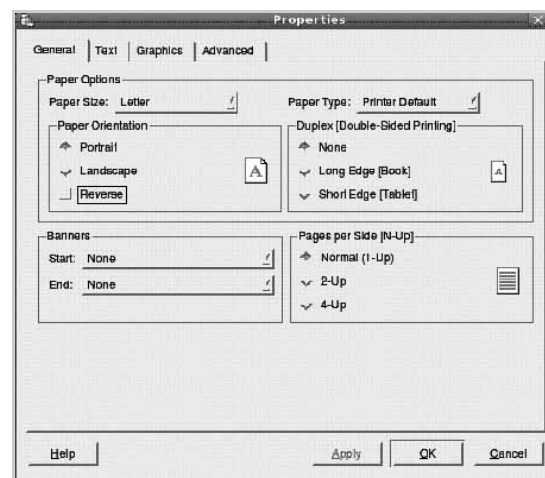 Properties
General Text Graphics Advanced
Paper Options
Paper Size: Letter Paper Type: Printer Default
Paper Orientation
Portrait
Landscape
Reverse
A
Duplex [Double-Sided Printing]
None
Long Edge [Book]
Short Edge [Tablet]
A
Banners
Start: None
End: None
Pages per Side [N-Up]
Normal (1-Up)
2-Up
4-Up
Help Apply OK Cancel